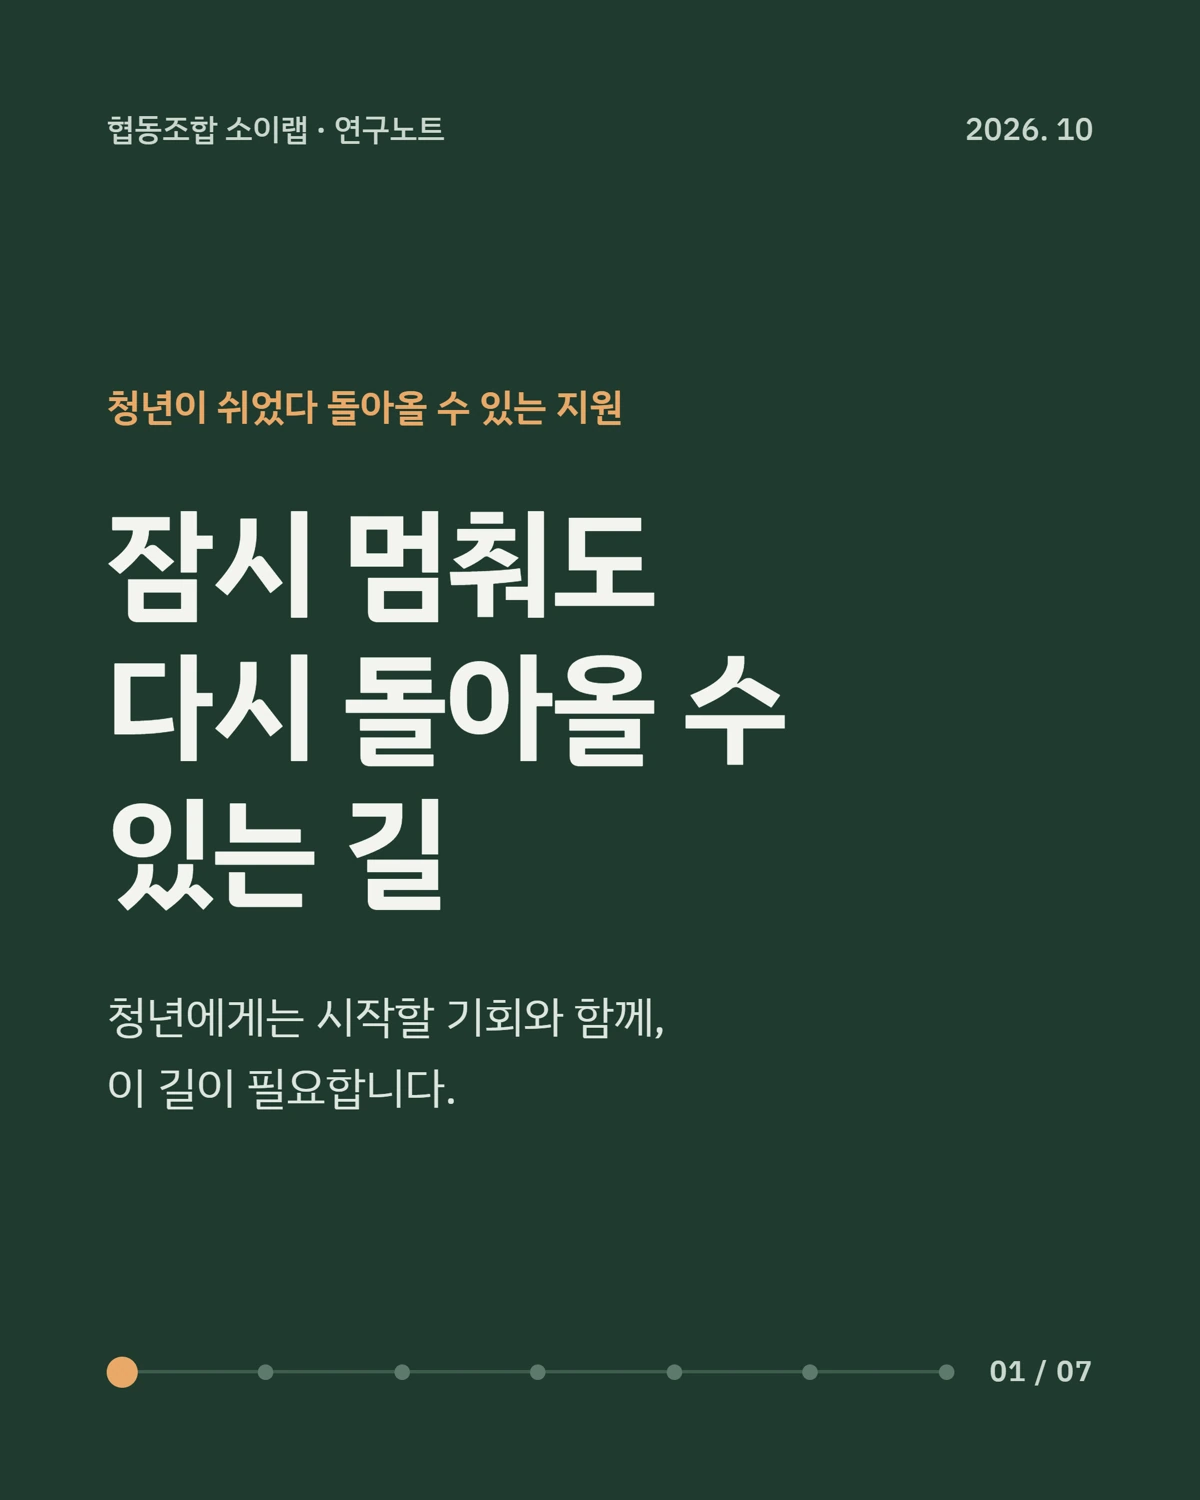 협동조합 소이랩 · 연구노트
2026. 10
청년이 쉬었다 돌아올 수 있는 지원
잠시 멈춰도
다시 돌아올 수
있는 길
청년에게는 시작할 기회와 함께,
이 길이 필요합니다.
01 / 07